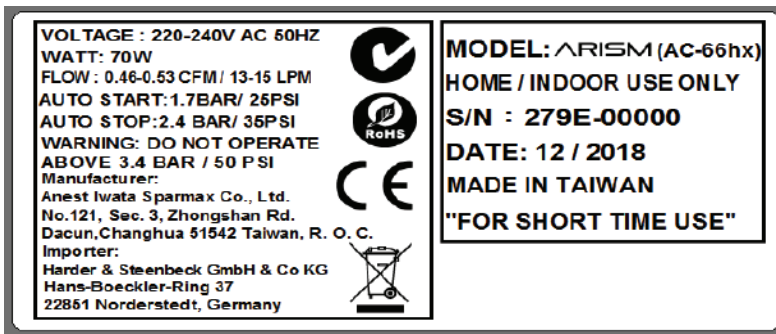 VOLTAGE : 220-240V AC 50HZ
WATT: 70W
FLOW : 0.46-0.53 CFM / 13-15 LPM
AUTO START:1.7BAR/ 25PSI
AUTO STOP:2.4 BAR/ 35PSI
WARNING: DO NOT OPERATE
ABOVE 3.4 BAR / 50 PSI
Manufacturer:
Anest Iwata Sparmax Co., Ltd.
No.121, Sec. 3, Zhongshan Rd.
Dacun,Changhua 51542 Taiwan, R. O. C.
Importer:
Harder & Steenbeck GmbH & Co KG
Hans-Boeckler-Ring 37
22851 Norderstedt, Germany
RoHS
CE
MODEL: ARISM (AC-66hx)
HOME / INDOOR USE ONLY
S/N : 279E-00000
DATE: 12 / 2018
MADE IN TAIWAN
"FOR SHORT TIME USE"